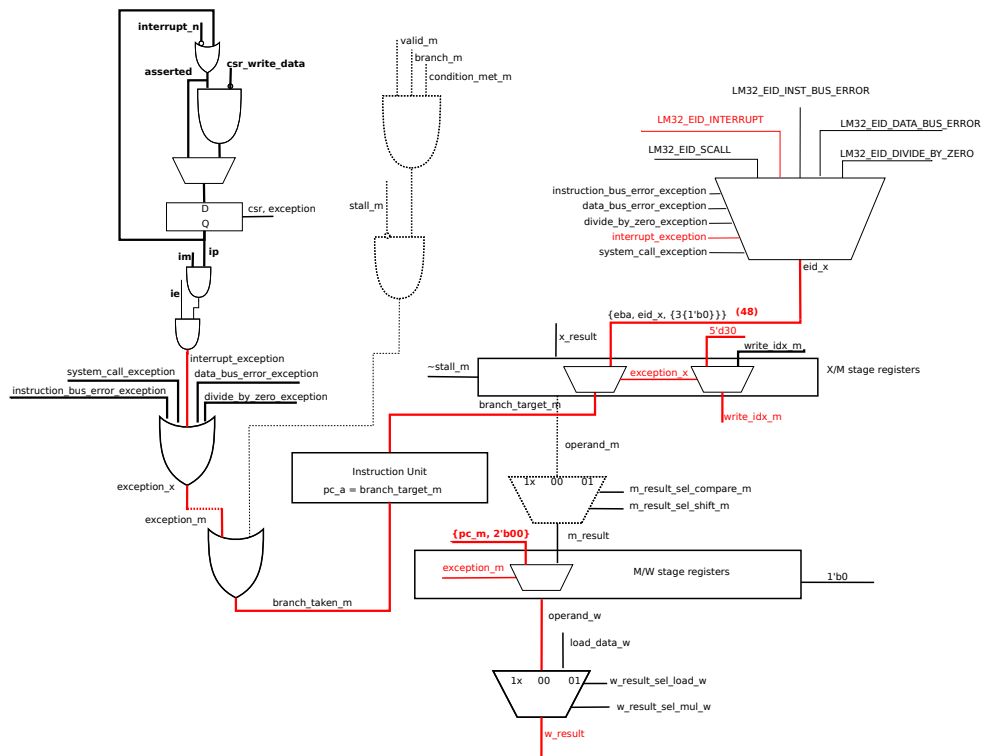 interrupt_n
asserted
csr_write_data
D
Q
csr, exception
im
ip
ie
interrupt_exception
system_call_exception
data_bus_error_exception
instruction_bus_error_exception
divide_by_zero_exception
exception_x
exception_m
branch_taken_m
valid_m
branch_m
condition_met_m
stall_m
Instruction Unit
pc_a = branch_target_m
LM32_EID_INST_BUS_ERROR
LM32_EID_INTERRUPT
LM32_EID_DATA_BUS_ERROR
LM32_EID_SCALL
LM32_EID_DIVIDE_BY_ZERO
instruction_bus_error_exception
data_bus_error_exception
divide_by_zero_exception
interrupt_exception
system_call_exception
eid_x
{eba, eid_x, {3{1'b0}}} (48)
x_result
5'd30
write_idx_m
~stall_m
exception_x
X/M stage registers
branch_target_m
write_idx_m
operand_m
1x 00 01
m_result_sel_compare_m
m_result_sel_shift_m
{pc_m, 2'b00}
m_result
exception_m
M/W stage registers
1'b0
operand_w
load_data_w
1x 00 01
w_result_sel_load_w
w_result_sel_mul_w
w_result